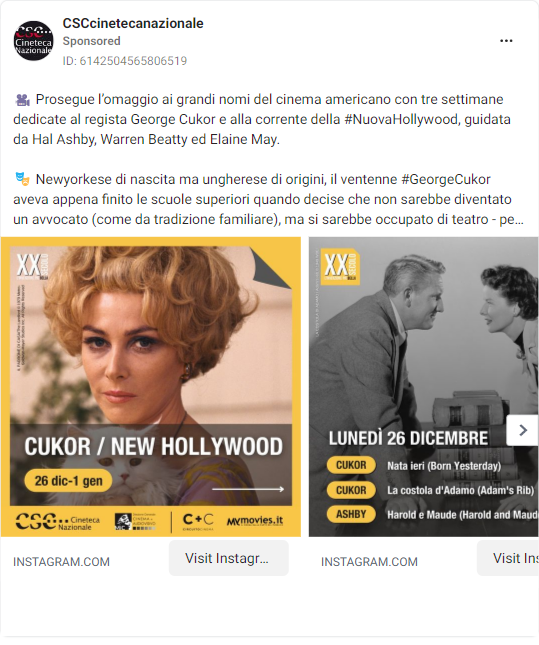 CSCcinetecanazionale
Sponsored
ID: 6142504565806519
Prosegue l'omaggio ai grandi nomi del cinema americano con tre settimane
dedicate al regista George Cukor e alla corrente della #NuovaHollywood, guidata
da Hal Ashby, Warren Beatty ed Elaine May.
Newyorkese di nascita ma ungherese di origini, il ventenne #GeorgeCukor
aveva appena finito le scuole superiori quando decise che non sarebbe diventato
un avvocato (come da tradizione familiare), ma si sarebbe occupato di teatro - pe...
CSC...
Cineteca
Nazionale
XX
SECOLO
CUKOR / NEW HOLLYWOOD
26 dic-1 gen
CSC... Cineteca
Nazionale
C+C
MYmovies.it
XX
SECOLO
LUNEDÌ 26 DICEMBRE
CUKOR Nata ieri (Born Yesterday)
CUKOR La costola d'Adamo (Adam's Rib)
ASHBY Harold e Maude (Harold and Maud
INSTAGRAM.COM
Visit Instagr...
INSTAGRAM.COM
Visit Ins